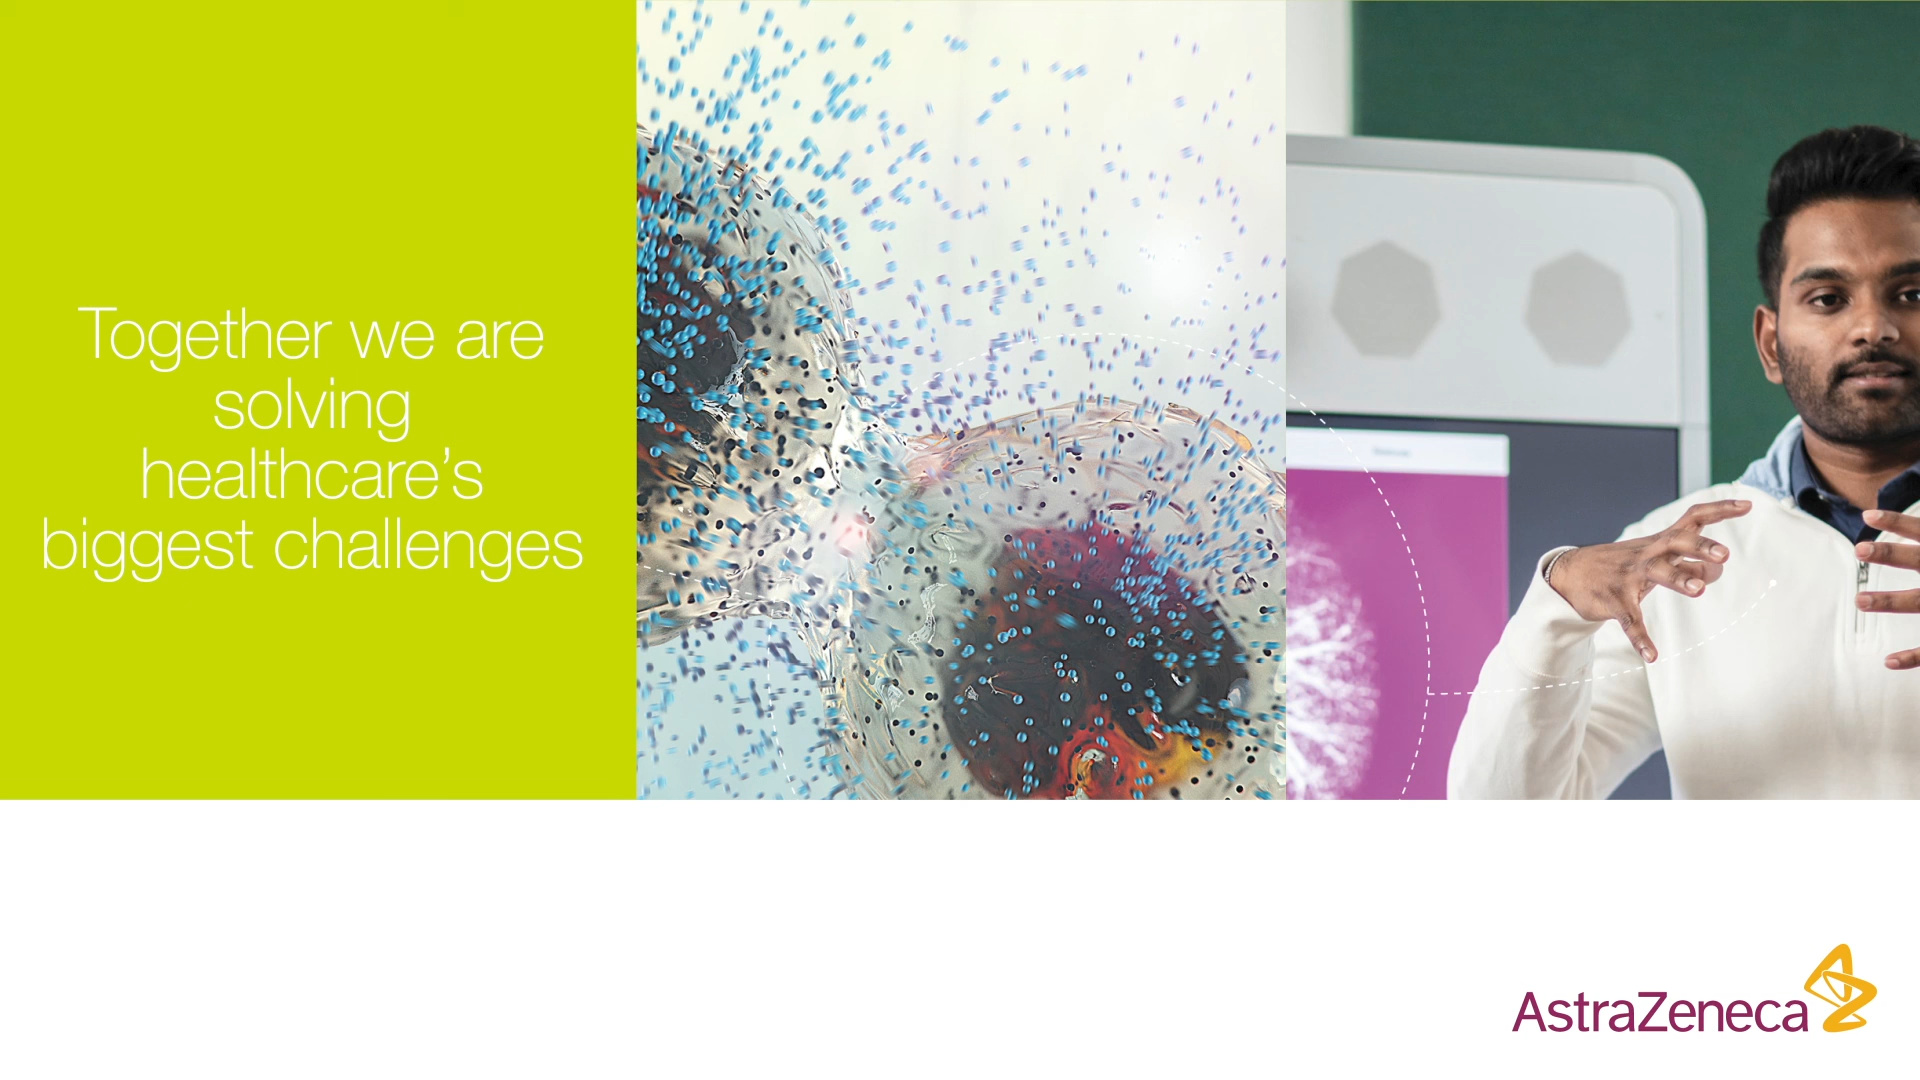 Together we are
solving
healthcare’s
biggest challenges
AstraZeneca